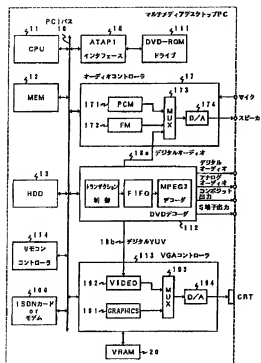 マルチメディアデスクトップPC
PCIバス
11
10
16
161
CPU
ATAPI
インタフェース
DVD-ROM
ドライブ
12
オーディオコントローラ
17
MEM
171
PCM
173
MUX
174
D/A
マイク
スピーカ
172
FM
18a
デジタルオーディオ
13
HDD
トランザクション
制御
FIFO
MPEG2
デコーダ
DVDデコーダ
デジタル
オーディオ
アナログ
オーディオ
コンポジット
出力
S端子出力
114
112
リモコン
コントローラ
18b
デジタルYUV
113
VGAコントローラ
192
VIDEO
193
MUX
194
D/A
CRT
ISDNカード
or
モデム
191
GRAPHICS
VRAM
20